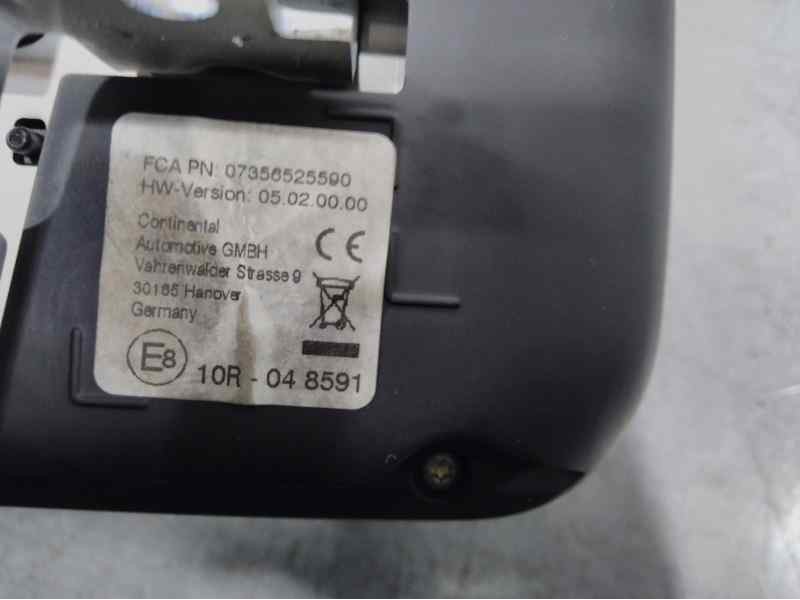 FCA PN: 07356525590
HW-Version: 05.02.00.00
Continental
Automotive GMBH
Vahrenwalder Strasse 9
30165 Hanover
Germany
CE
E8
10R - 04 8591